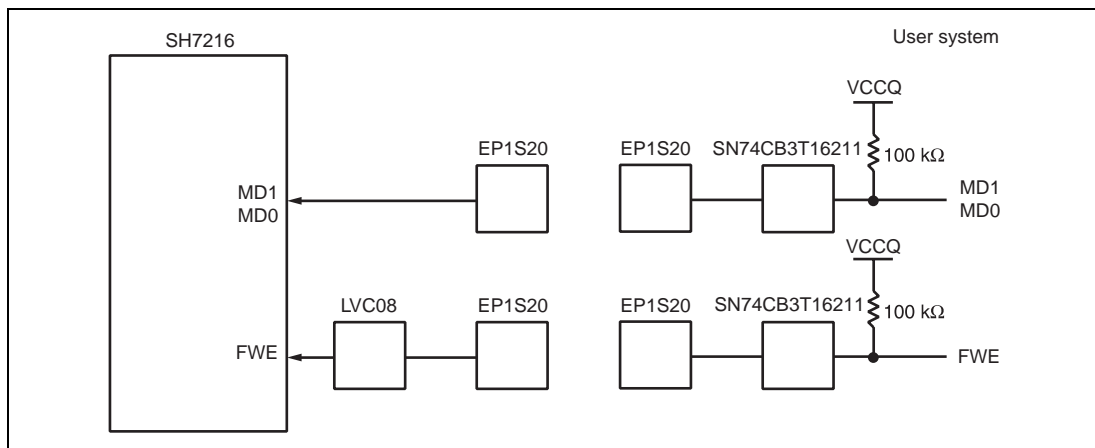 SH7216
User system
VCCQ
EP1S20
EP1S20
SN74CB3T16211
100 kΩ
MD1
MD0
MD1
MD0
VCCQ
LVC08
EP1S20
EP1S20
SN74CB3T16211
100 kΩ
FWE
FWE